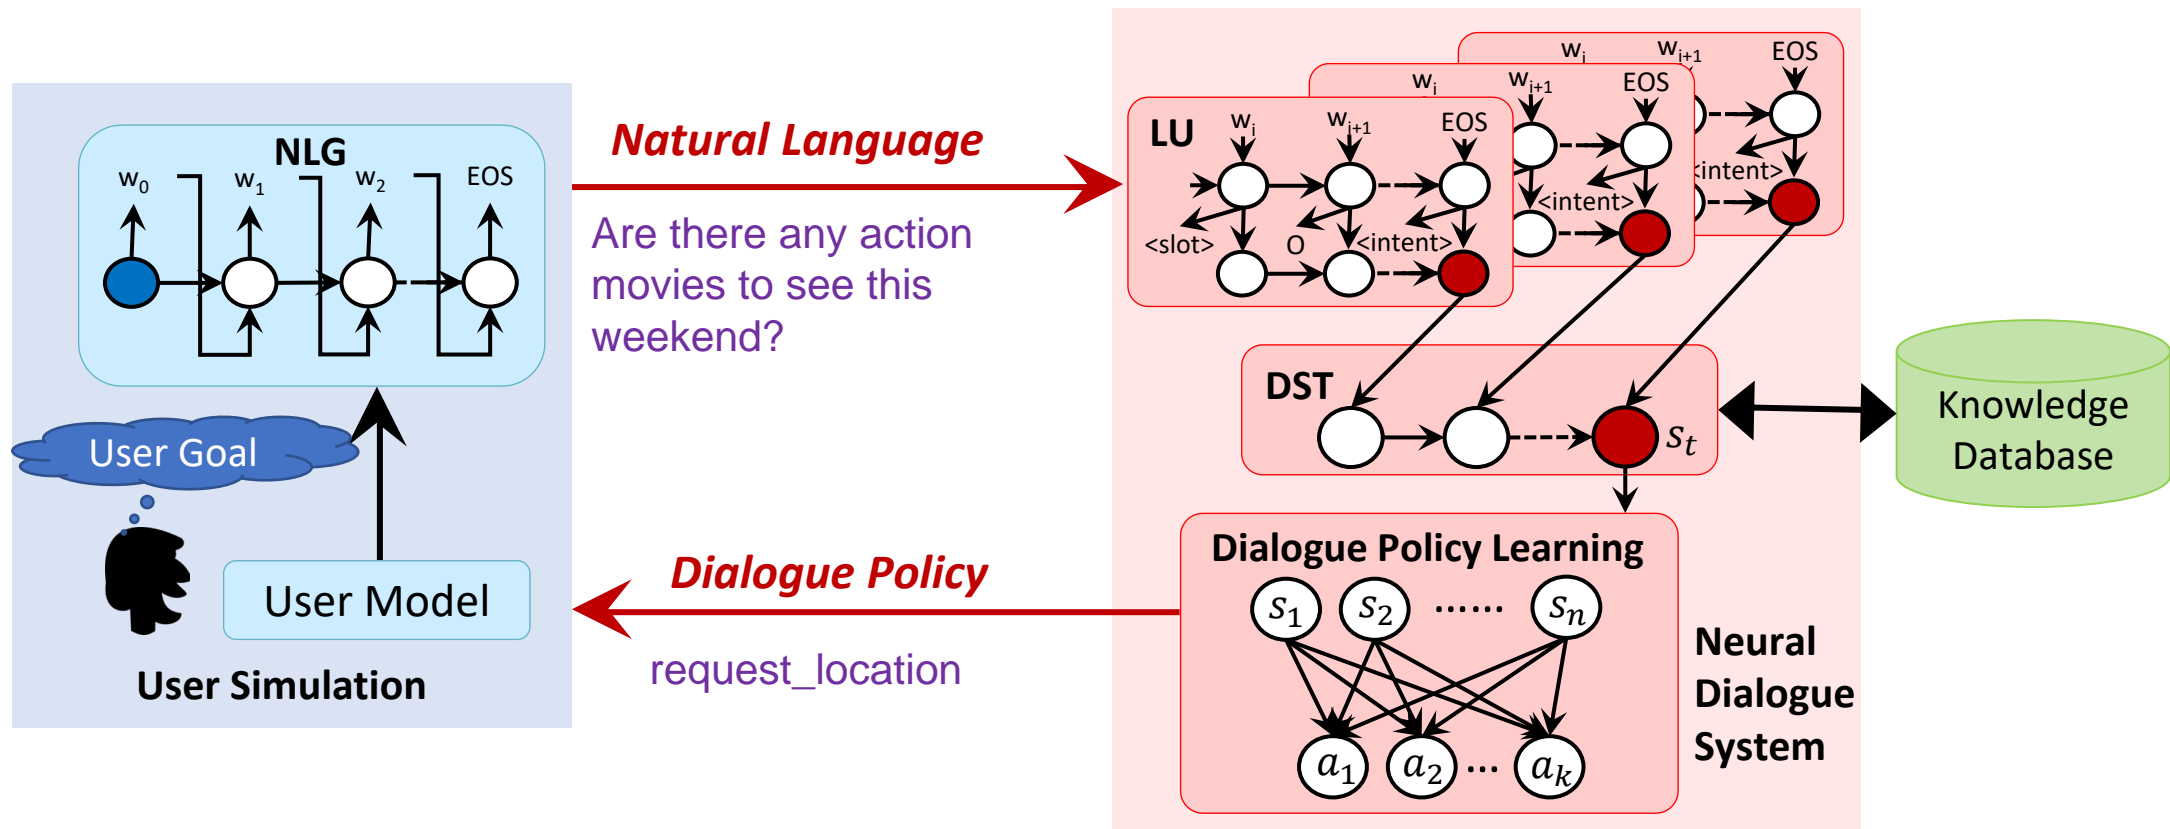 NLG
w0
w1
w2
EOS
User Goal
User Model
User Simulation
Natural Language
Are there any action
movies to see this
weekend?
Dialogue Policy
request_location
wi
wi+1
EOS
<intent>
wi
wi+1
EOS
<intent>
LU
wi
wi+1
EOS
<slot>
O
<intent>
DST
st
Knowledge
Database
Dialogue Policy Learning
s1
s2
......
sn
a1
a2
...
ak
Neural
Dialogue
System